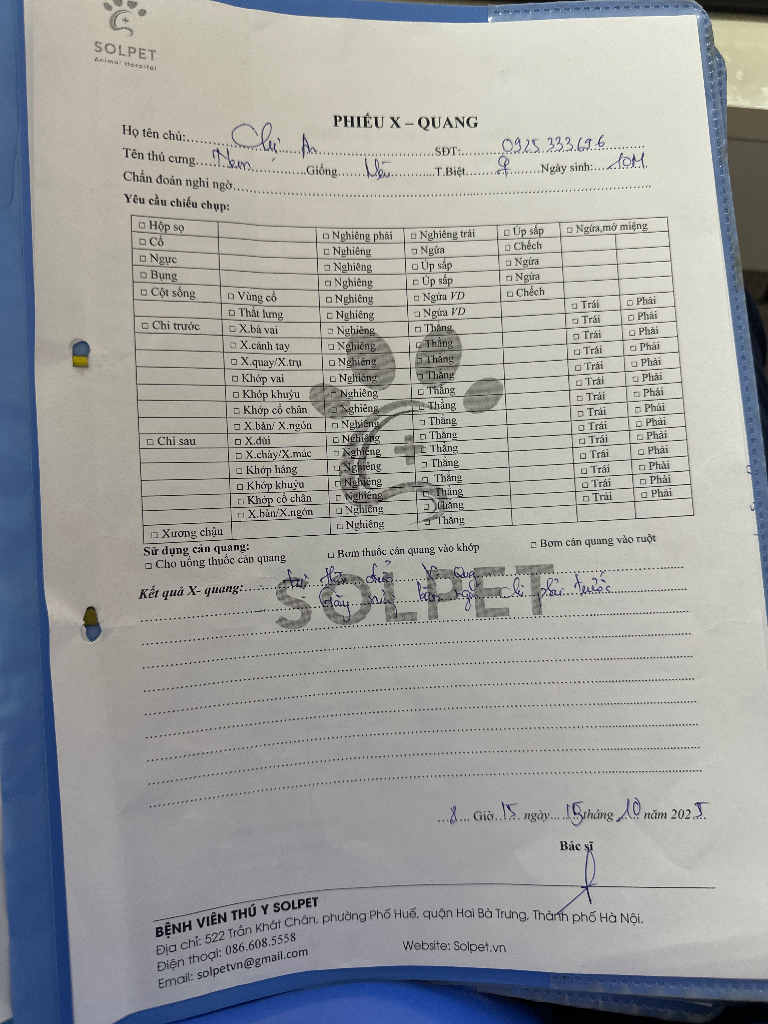 SOLPET
Animal Hospital
PHIẾU X – QUANG
Họ tên chủ: Chị An SĐT: 0925 333 696
Tên thú cưng Nem Giống Mèo T.Biệt ♀ Ngày sinh: 10M
Chẩn đoán nghi ngờ
Yêu cầu chiếu chụp:
□ Hộp sọ □ Nghiêng phải □ Nghiêng trái □ Úp sấp □ Ngửa,mở miệng
□ Cổ □ Nghiêng □ Ngửa □ Chếch
□ Ngực □ Nghiêng □ Úp sấp □ Ngửa
□ Bụng □ Nghiêng □ Úp sấp □ Ngửa
□ Cột sống □ Vùng cổ □ Nghiêng □ Ngửa VD □ Chếch
□ Thắt lưng □ Nghiêng □ Ngửa VD □ Trái □ Phải
□ Chi trước □ X.bả vai □ Nghiêng □ Thẳng □ Trái □ Phải
□ X.cánh tay □ Nghiêng □ Thẳng □ Trái □ Phải
□ X.quay/X.trụ □ Nghiêng □ Thẳng □ Trái □ Phải
□ Khớp vai □ Nghiêng □ Thẳng □ Trái □ Phải
□ Khớp khuỷu □ Nghiêng □ Thẳng □ Trái □ Phải
□ Khớp cổ chân □ Nghiêng □ Thẳng □ Trái □ Phải
□ X.bàn/ X.ngón □ Nghiêng □ Thẳng □ Trái □ Phải
□ Chi sau □ X.đùi □ Nghiêng □ Thẳng □ Trái □ Phải
□ X.chày/X.mác □ Nghiêng □ Thẳng □ Trái □ Phải
□ Khớp háng □ Nghiêng □ Thẳng □ Trái □ Phải
□ Khớp khuỷu □ Nghiêng □ Thẳng □ Trái □ Phải
□ Khớp cổ chân □ Nghiêng □ Thẳng □ Trái □ Phải
□ X.bàn/X.ngón □ Nghiêng □ Thẳng
□ Xương chậu □ Nghiêng □ Thẳng
Sử dụng cản quang:
□ Cho uống thuốc cản quang □ Bơm thuốc cản quang vào khớp □ Bơm cản quang vào ruột
Kết quả X- quang: tại thời điểm X Quang
Gãy bàn ngón chi phải trước
SOLPET
8 Giờ 15 ngày 15 tháng 10 năm 2025
Bác sĩ
BỆNH VIỆN THÚ Y SOLPET
Địa chỉ: 522 Trần Khát Chân, phường Phố Huế, quận Hai Bà Trưng, Thành phố Hà Nội.
Điện thoại: 086.608.5558 Website: Solpet.vn
Email: solpetvn@gmail.com